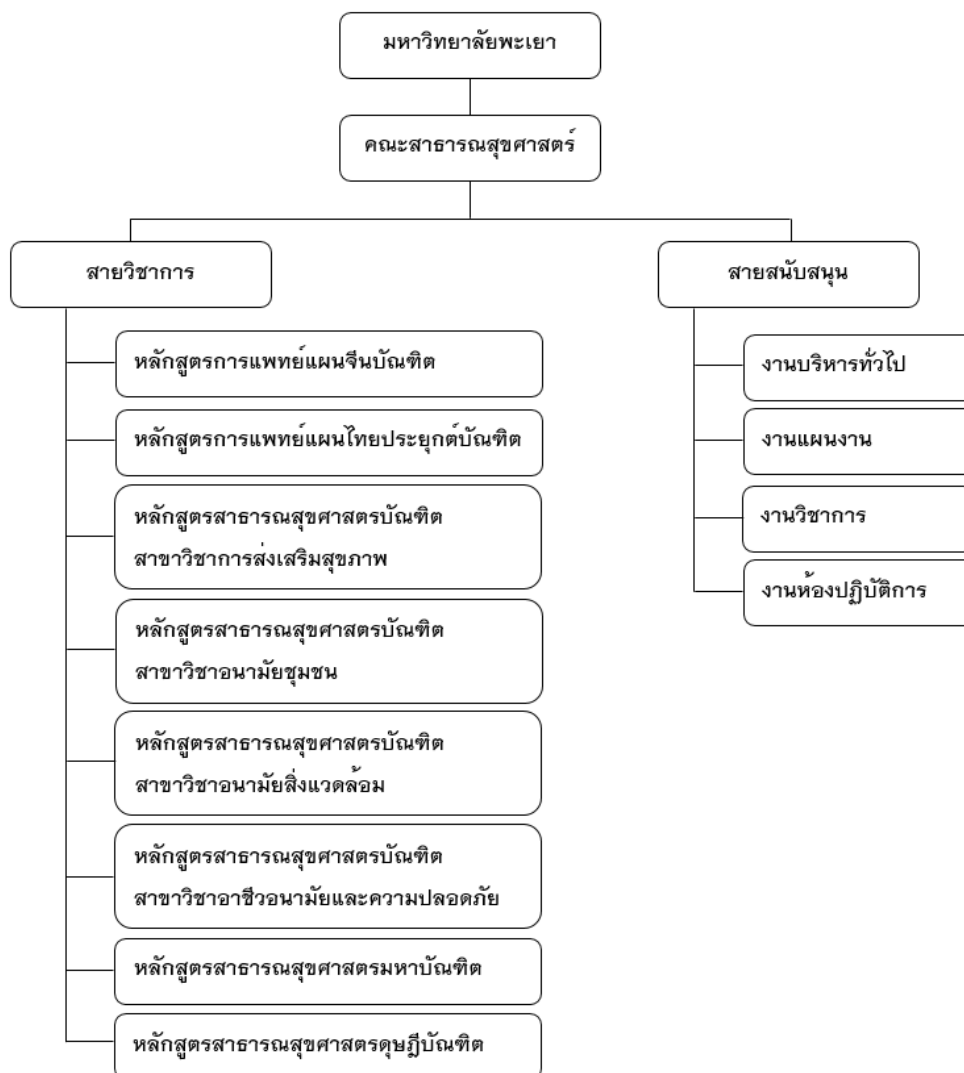 มหาวิทยาลัยพะเยา
คณะสาธารณสุขศาสตร์
สายวิชาการ
หลักสูตรการแพทย์แผนจีนบัณฑิต
หลักสูตรการแพทย์แผนไทยประยุกต์บัณฑิต
หลักสูตรสาธารณสุขศาสตรบัณฑิต
สาขาวิชาการส่งเสริมสุขภาพ
หลักสูตรสาธารณสุขศาสตรบัณฑิต
สาขาวิชาอนามัยชุมชน
หลักสูตรสาธารณสุขศาสตรบัณฑิต
สาขาวิชาอนามัยสิ่งแวดล้อม
หลักสูตรสาธารณสุขศาสตรบัณฑิต
สาขาวิชาอาชีวอนามัยและความปลอดภัย
หลักสูตรสาธารณสุขศาสตรมหาบัณฑิต
หลักสูตรสาธารณสุขศาสตรดุษฎีบัณฑิต
สายสนับสนุน
งานบริหารทั่วไป
งานแผนงาน
งานวิชาการ
งานห้องปฏิบัติการ